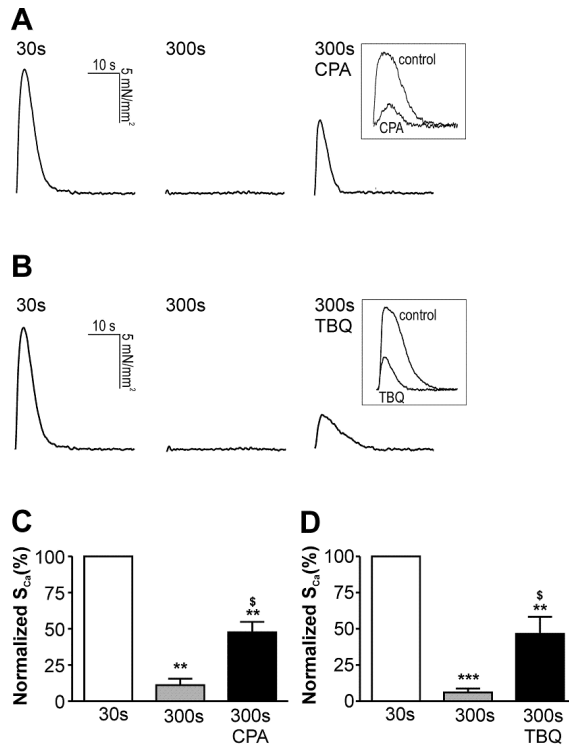 A
30s
10 s
5 mN/mm²
300s
300s
CPA
control
CPA
B
30s
10 s
5 mN/mm²
300s
300s
TBQ
control
TBQ
C
Normalized S_Ca(%)
100
75
50
25
0
**
$
**
30s
300s
300s
CPA
D
Normalized S_Ca(%)
100
75
50
25
0
***
$
**
30s
300s
300s
TBQ